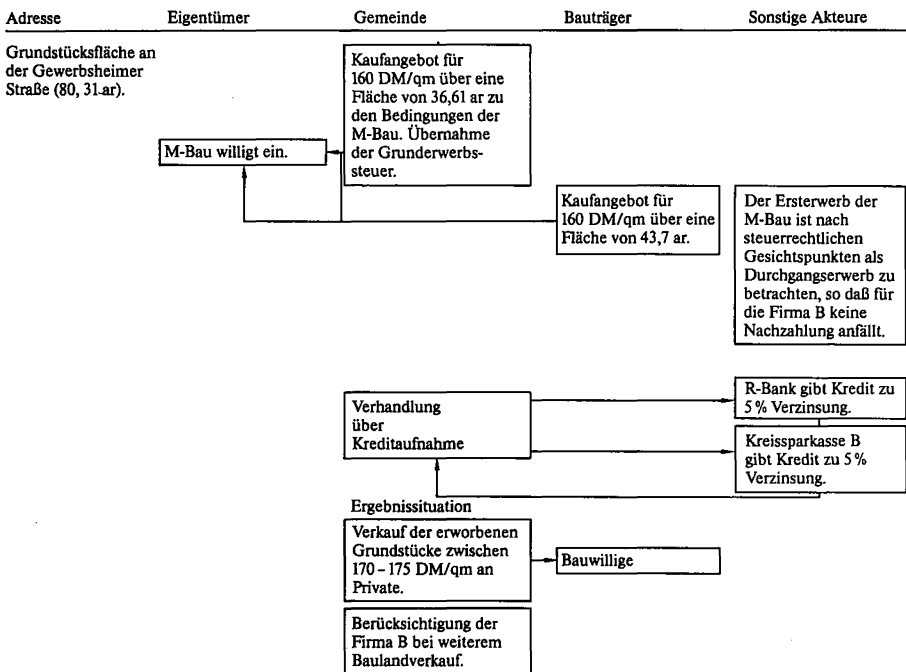 Adresse Eigentümer Gemeinde Bauträger Sonstige Akteure
Grundstücksfläche an
der Gewerbsheimer
Straße (80, 31 ar).
Kaufangebot für
160 DM/qm über eine
Fläche von 36,61 ar zu
den Bedingungen der
M-Bau. Übernahme
der Grunderwerbs-
steuer.
M-Bau willigt ein.
Kaufangebot für
160 DM/qm über eine
Fläche von 43,7 ar.
Der Ersterwerb der
M-Bau ist nach
steuerrechtlichen
Gesichtspunkten als
Durchgangserwerb zu
betrachten, so daß für
die Firma B keine
Nachzahlung anfällt.
Verhandlung
über
Kreditaufnahme
R-Bank gibt Kredit zu
5% Verzinsung.
Kreissparkasse B
gibt Kredit zu 5%
Verzinsung.
Ergebnissituation
Verkauf der erworbenen
Grundstücke zwischen
170–175 DM/qm an
Private.
Bauwillige
Berücksichtigung der
Firma B bei weiterem
Baulandverkauf.